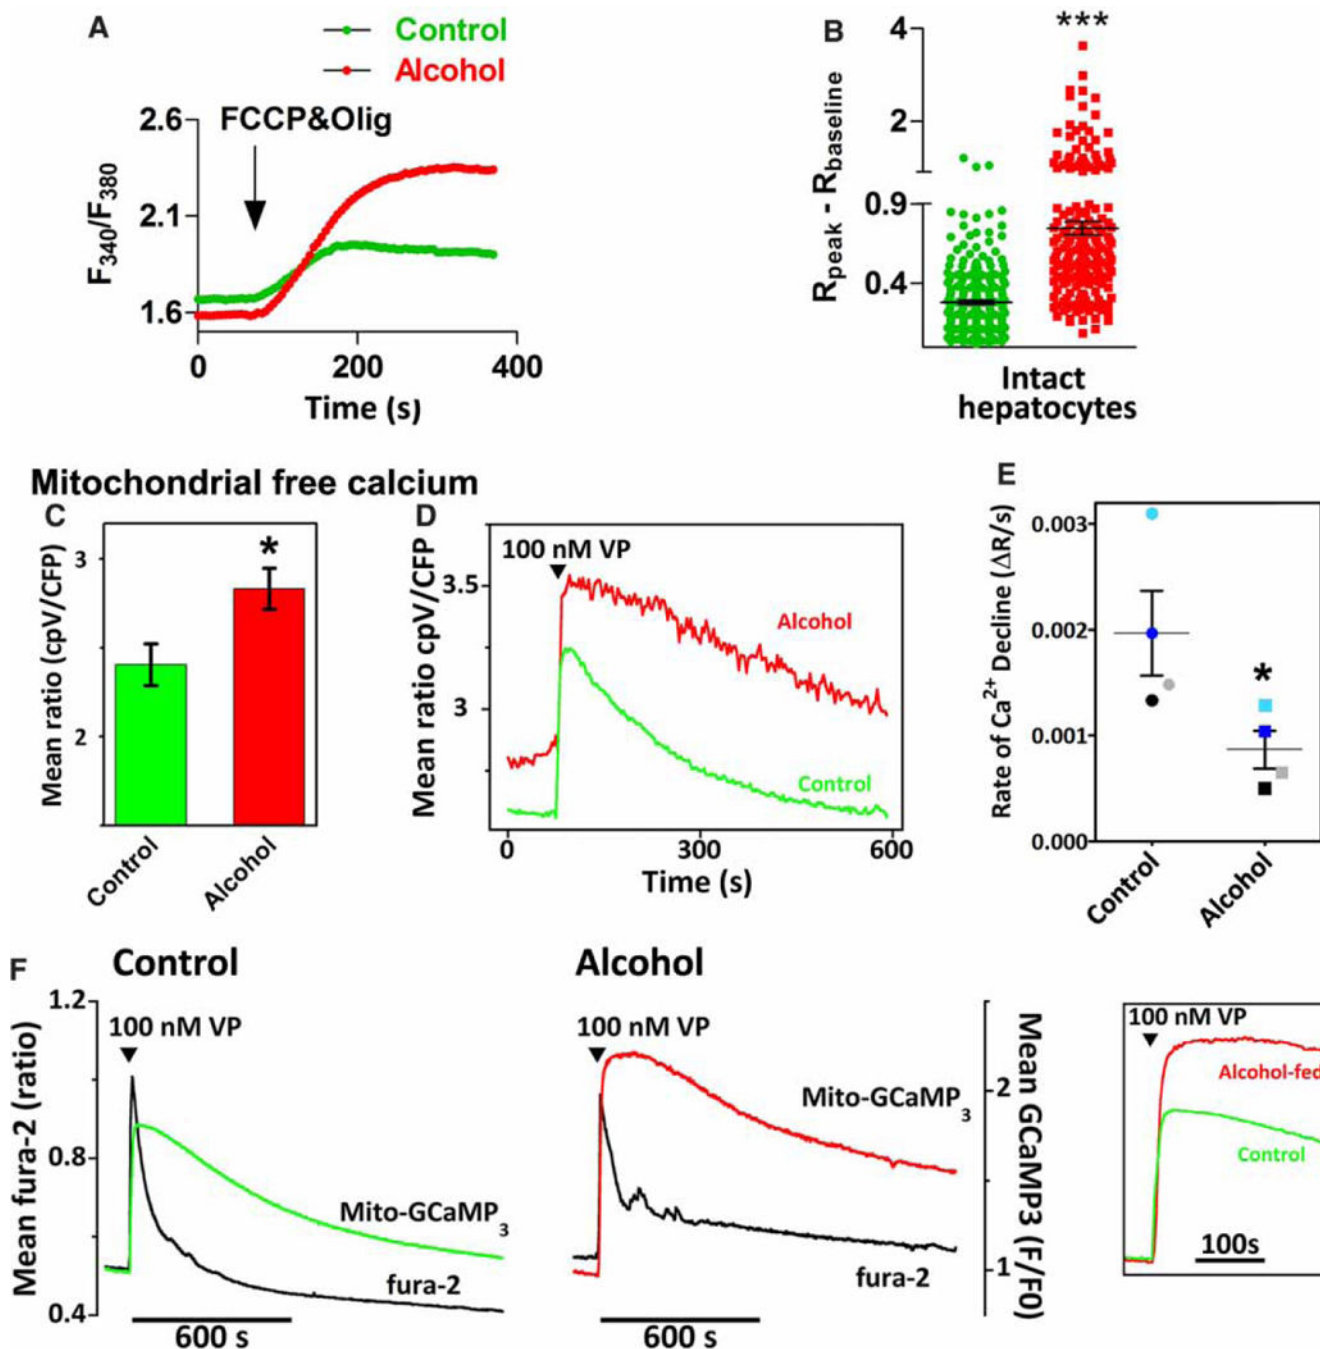 A
Control
Alcohol
FCCP&Olig
2.6
2.1
1.6
F340/F380
0
200
400
Time (s)
B
***
4
2
0.9
0.4
Rpeak - Rbaseline
Intact
hepatocytes
Mitochondrial free calcium
C
*
3
2
Mean ratio (cpV/CFP)
Control
Alcohol
D
100 nM VP
3.5
3
Mean ratio cpV/CFP
Alcohol
Control
0
300
600
Time (s)
E
0.003
0.002
0.001
0.000
Rate of Ca2+ Decline (ΔR/s)
*
Control
Alcohol
F
Control
1.2
0.8
0.4
Mean fura-2 (ratio)
100 nM VP
Mito-GCaMP3
fura-2
600 s
Alcohol
100 nM VP
Mito-GCaMP3
fura-2
600 s
2
1
Mean GCaMP3 (F/F0)
100 nM VP
Alcohol-fed
Control
100s